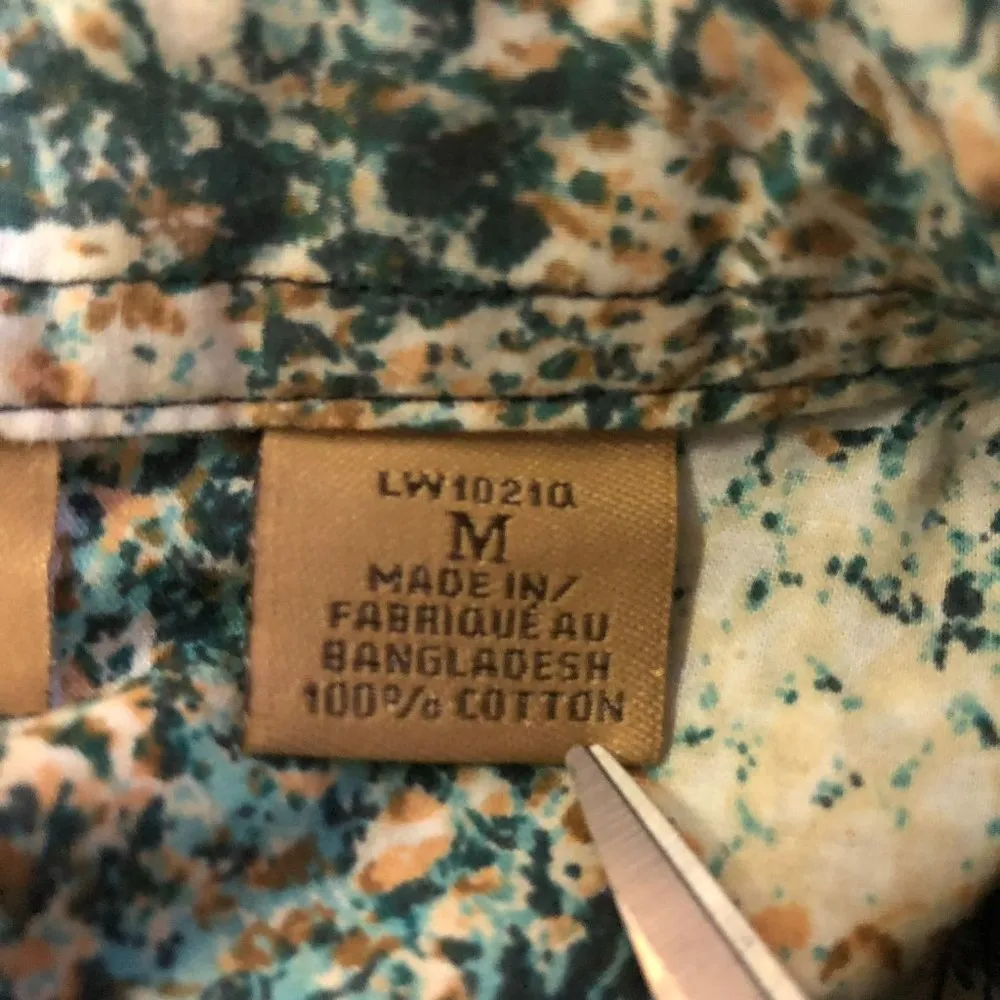 LW1021Q
M
MADE IN/
FABRIQUÉ AU
BANGLADESH
100% COTTON